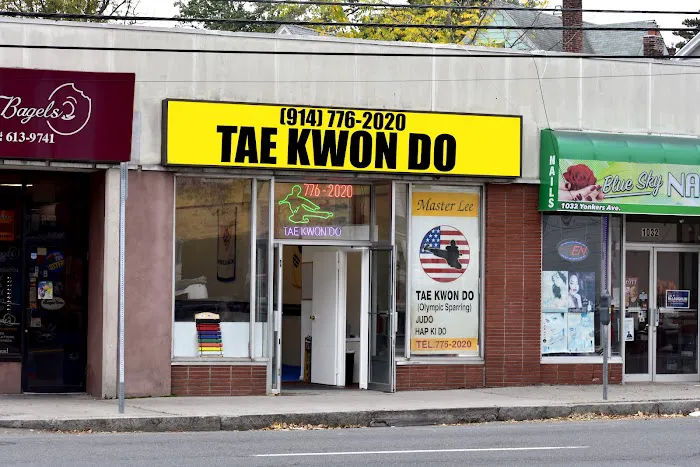 Bagels
613-9741
(914) 776-2020
TAE KWON DO
776-2020
TAE KWON DO
Master Lee
TAE KWON DO
(Olympic Sparring)
JUDO
HAP KI DO
TEL.776-2020
NAILS
Blue Sky NA
1032 Yonkers Ave.
1032